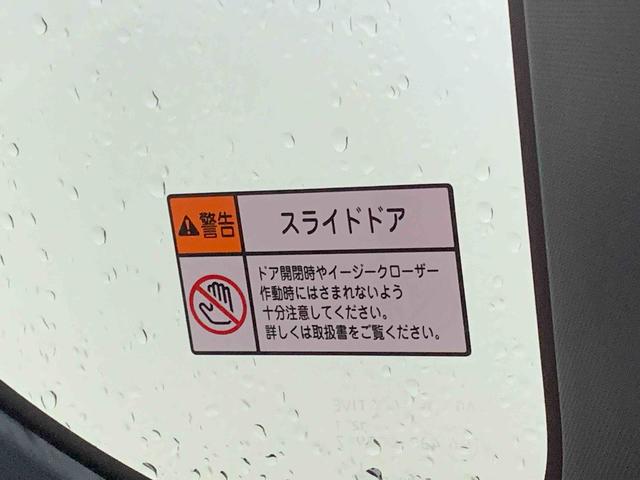 警告
スライドドア
ドア開閉時やイージークローザー
作動時にはさまれないよう
十分注意してください。
詳しくは取扱書をご覧ください。